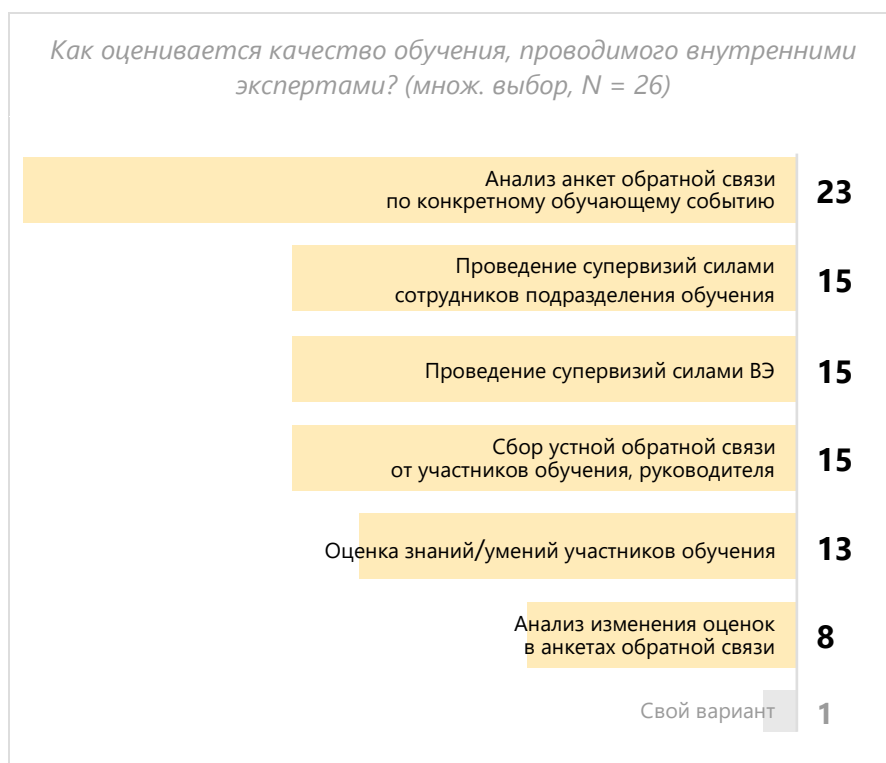 Как оценивается качество обучения, проводимого внутренними
экспертами? (множ. выбор, N = 26)
Анализ анкет обратной связи
по конкретному обучающему событию
23
Проведение супервизий силами
сотрудников подразделения обучения
15
Проведение супервизий силами ВЭ
15
Сбор устной обратной связи
от участников обучения, руководителя
15
Оценка знаний/умений участников обучения
13
Анализ изменения оценок
в анкетах обратной связи
8
Свой вариант
1